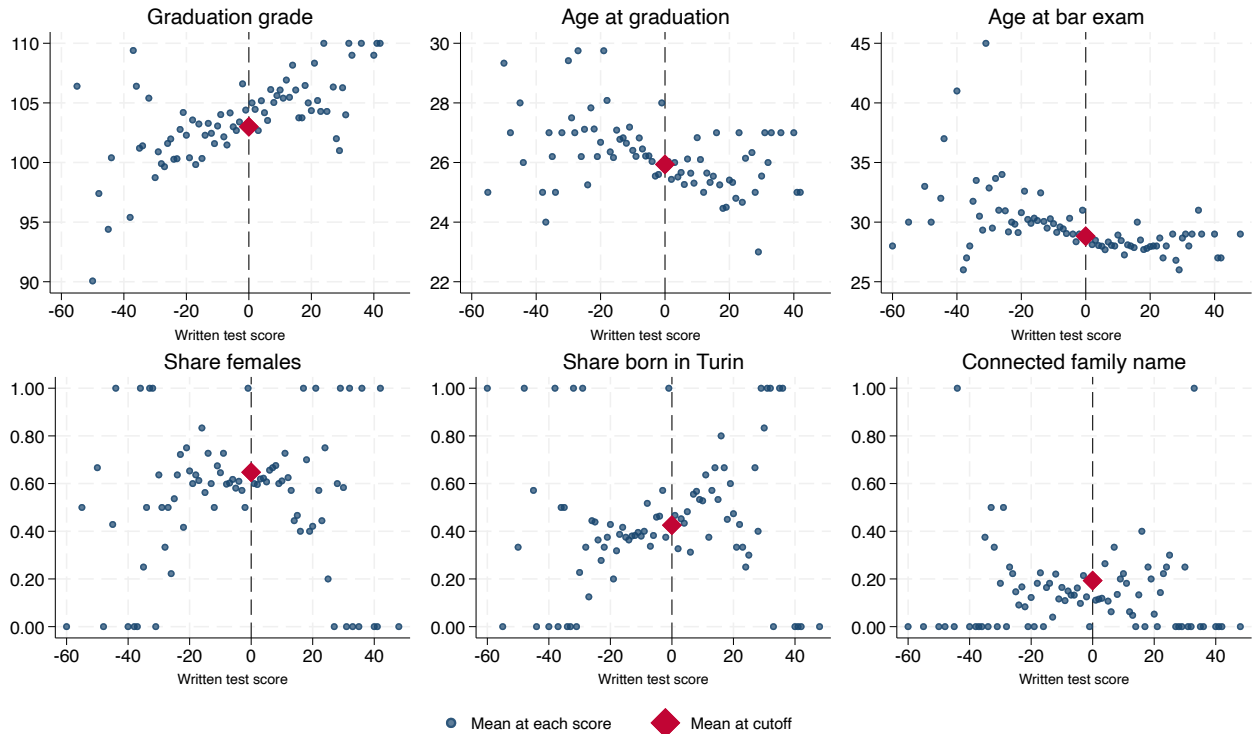 Graduation grade
110
105
100
95
90
-60 -40 -20 0 20 40
Written test score
Age at graduation
30
28
26
24
22
-60 -40 -20 0 20 40
Written test score
Age at bar exam
45
40
35
30
25
-60 -40 -20 0 20 40
Written test score
Share females
1.00
0.80
0.60
0.40
0.20
0.00
-60 -40 -20 0 20 40
Written test score
Share born in Turin
1.00
0.80
0.60
0.40
0.20
0.00
-60 -40 -20 0 20 40
Written test score
Connected family name
1.00
0.80
0.60
0.40
0.20
0.00
-60 -40 -20 0 20 40
Written test score
Mean at each score Mean at cutoff